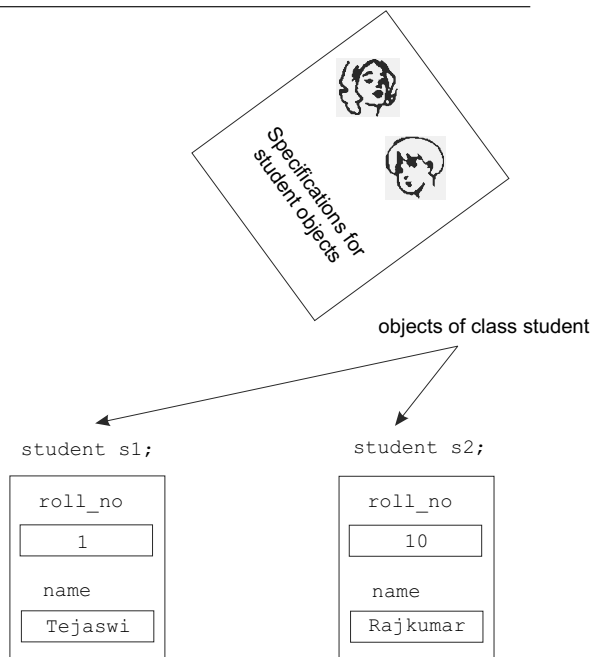 Specifications for
student objects
objects of class student
student s1;
student s2;
roll_no
1
name
Tejaswi
roll_no
10
name
Rajkumar